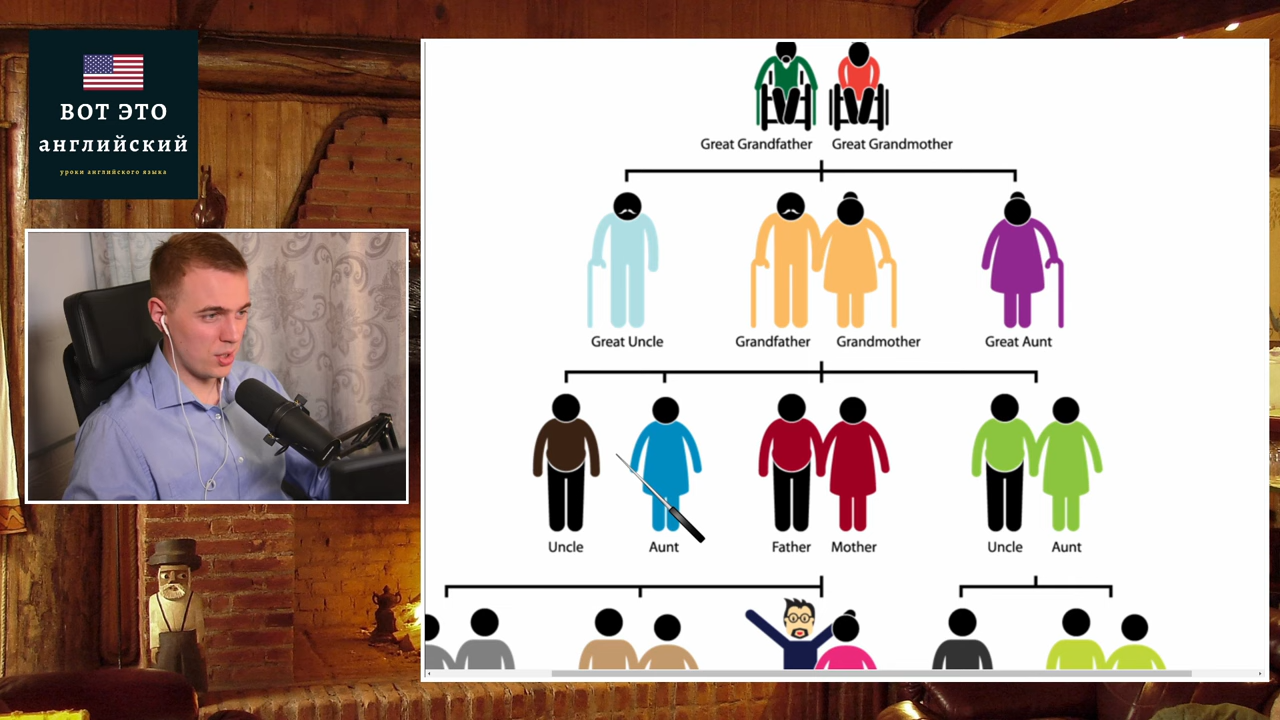 ВОТ ЭТО
английский
уроки английского языка
Great Grandfather Great Grandmother
Great Uncle Grandfather Grandmother Great Aunt
Uncle Aunt Father Mother Uncle Aunt